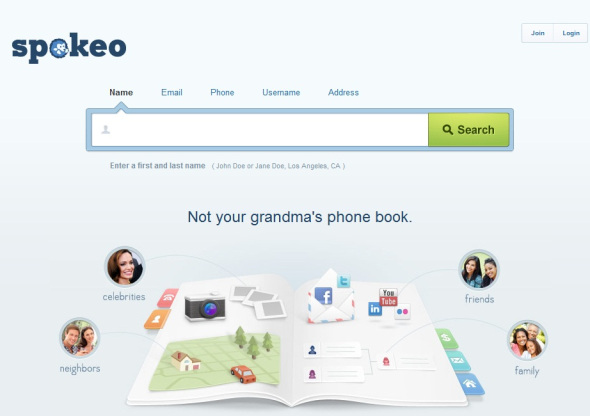 spokeo
Join Login
Name Email Phone Username Address
Search
Enter a first and last name ( John Doe or Jane Doe, Los Angeles, CA )
Not your grandma's phone book.
celebrities
friends
neighbors
family
f
t
You
Tube
in